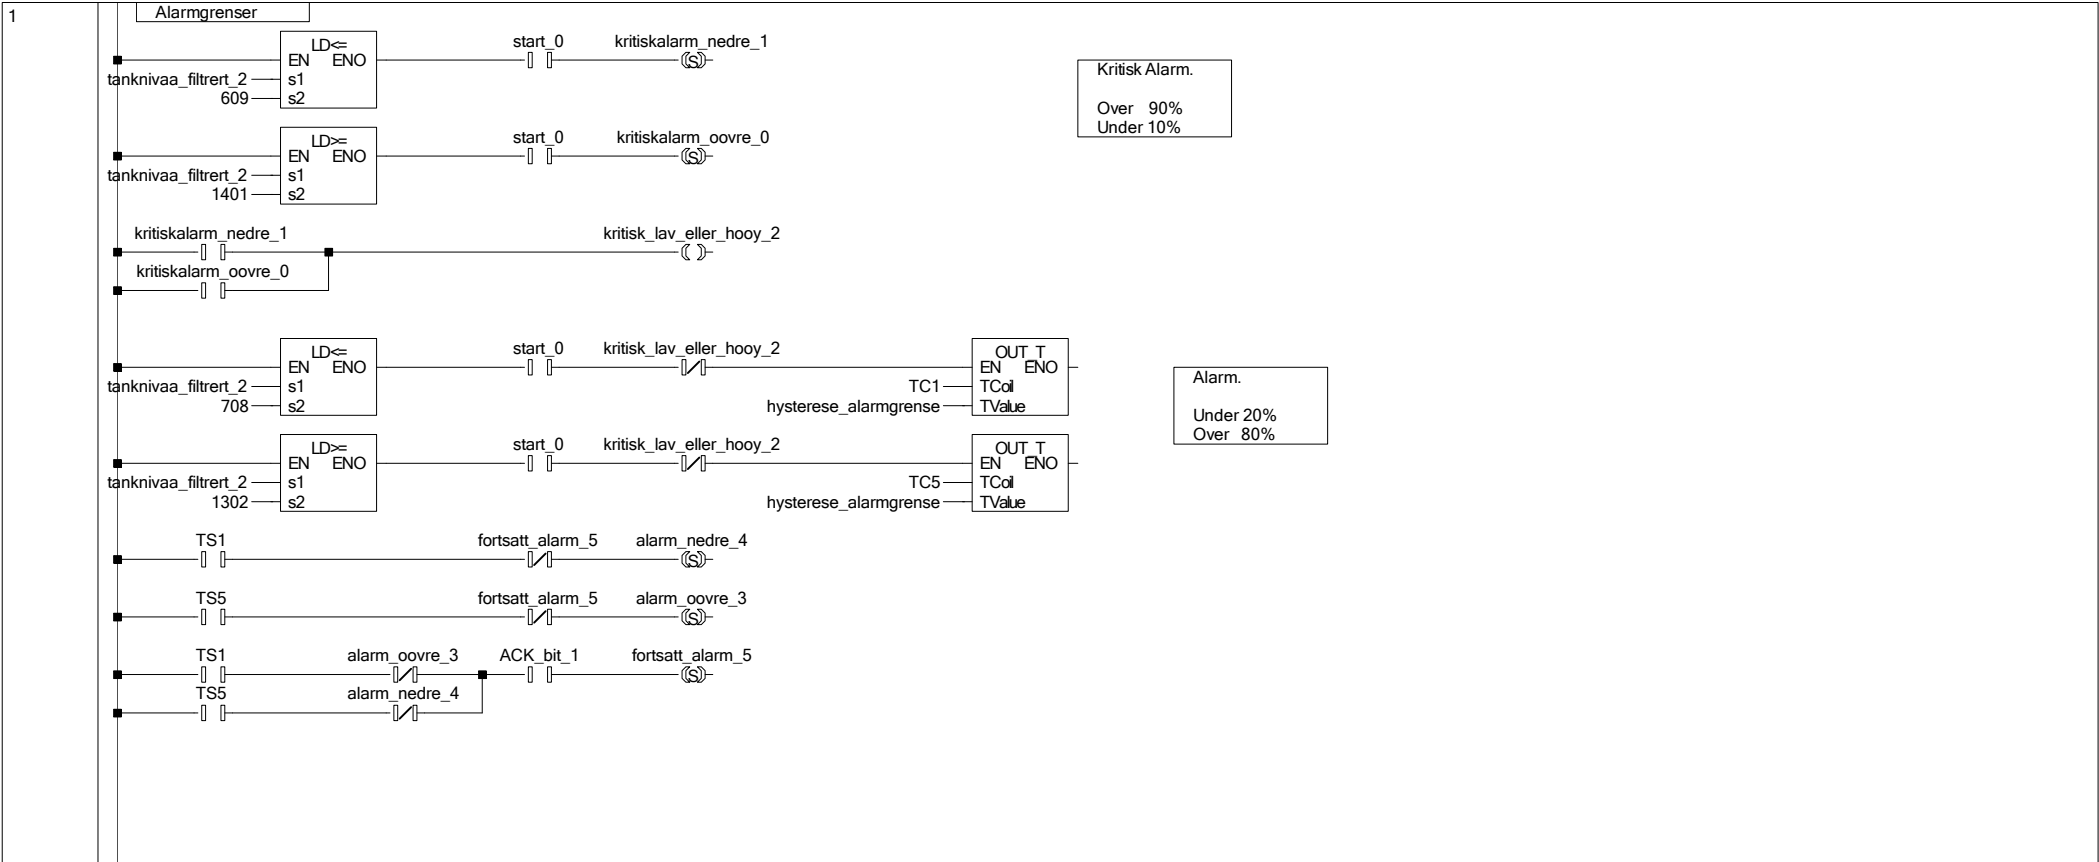 1
Alarmgrenser
LD<=
start_0 kritiskalarm_nedre_1
EN ENO
(S)
tanknivaa_filtrert_2 s1
609 s2
Kritisk Alarm.
Over 90%
Under 10%
LD>=
start_0 kritiskalarm_oovre_0
EN ENO
(S)
tanknivaa_filtrert_2 s1
1401 s2
kritiskalarm_nedre_1 kritisk_lav_eller_hooy_2
kritiskalarm_oovre_0
LD<=
start_0 kritisk_lav_eller_hooy_2 OUT_T
EN ENO EN ENO
tanknivaa_filtrert_2 s1 TC1 TCoil
708 s2 hysterese_alarmgrense TValue
Alarm.
Under 20%
Over 80%
LD>=
start_0 kritisk_lav_eller_hooy_2 OUT_T
EN ENO EN ENO
tanknivaa_filtrert_2 s1 TC5 TCoil
1302 s2 hysterese_alarmgrense TValue
TS1 fortsatt_alarm_5 alarm_nedre_4
(S)
TS5 fortsatt_alarm_5 alarm_oovre_3
(S)
TS1 alarm_oovre_3 ACK_bit_1 fortsatt_alarm_5
(S)
TS5 alarm_nedre_4